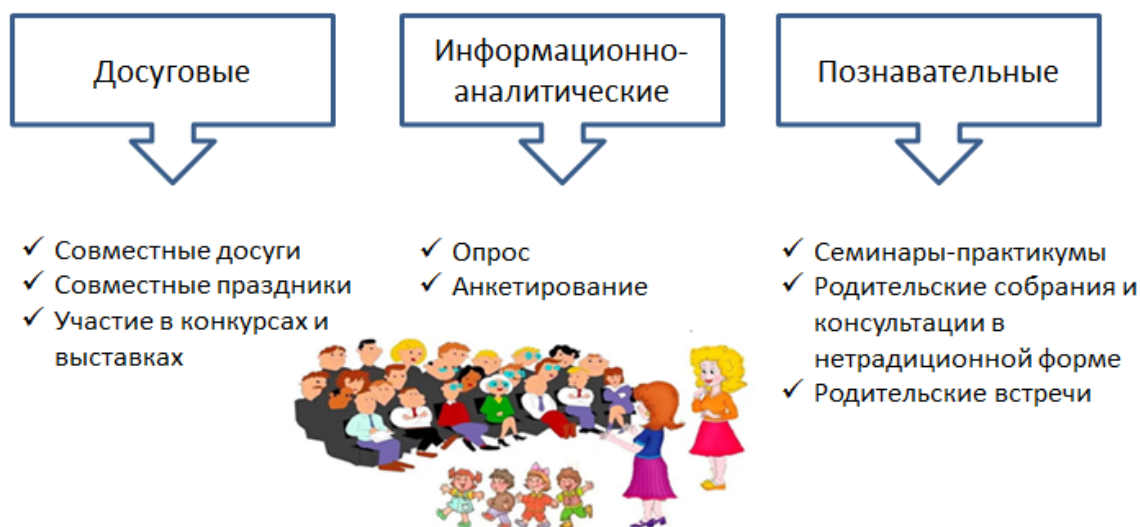 Досуговые
Информационно-
аналитические
Познавательные
✓ Совместные досуги
✓ Совместные праздники
✓ Участие в конкурсах и
выставках
✓ Опрос
✓ Анкетирование
✓ Семинары-практикумы
✓ Родительские собрания и
консультации в
нетрадиционной форме
✓ Родительские встречи